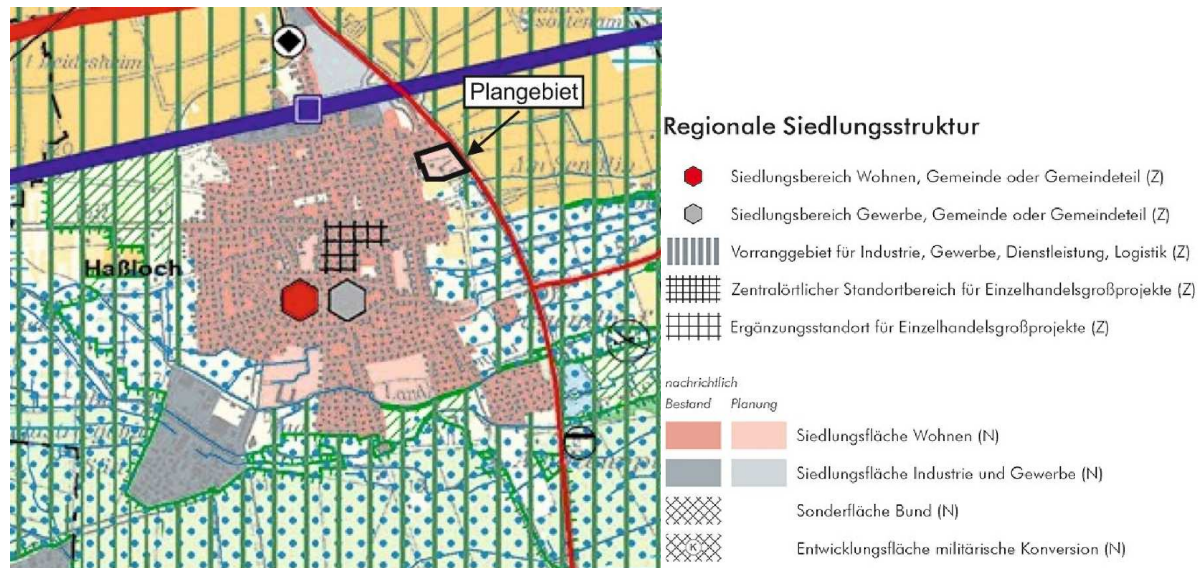 Plangebiet
Haßloch
Regionale Siedlungsstruktur
Siedlungsbereich Wohnen, Gemeinde oder Gemeindeteil (Z)
Siedlungsbereich Gewerbe, Gemeinde oder Gemeindeteil (Z)
Vorranggebiet für Industrie, Gewerbe, Dienstleistung, Logistik (Z)
Zentralörtlicher Standortbereich für Einzelhandelsgroßprojekte (Z)
Ergänzungsstandort für Einzelhandelsgroßprojekte (Z)
nachrichtlich
Bestand Planung
Siedlungsfläche Wohnen (N)
Siedlungsfläche Industrie und Gewerbe (N)
Sonderfläche Bund (N)
K
Entwicklungsfläche militärische Konversion (N)